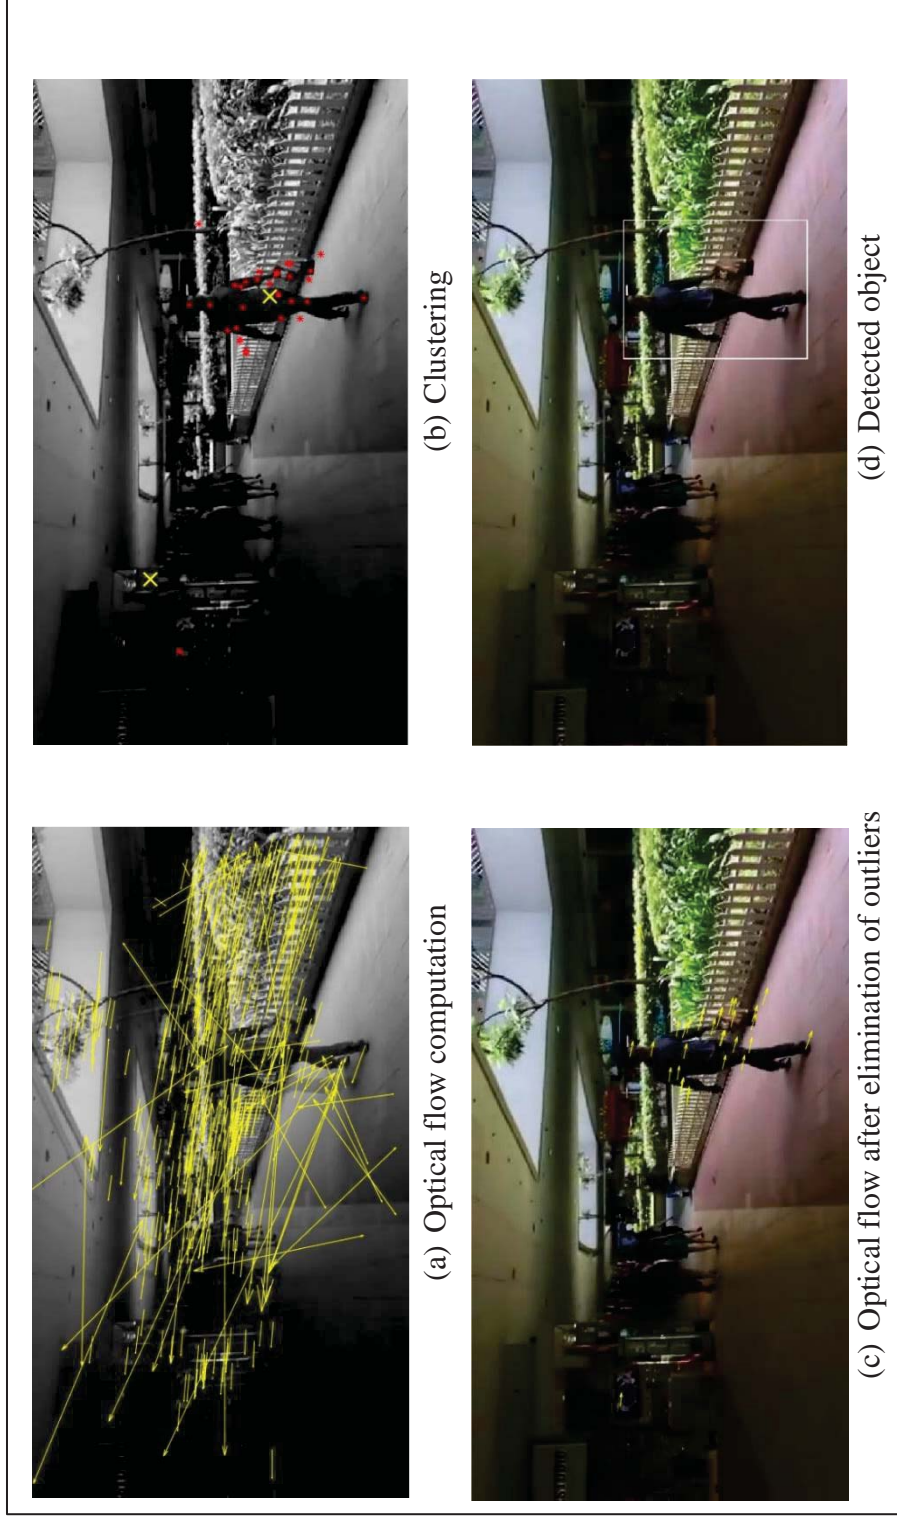 (a) Optical flow computation
(b) Clustering
(c) Optical flow after elimination of outliers
(d) Detected object